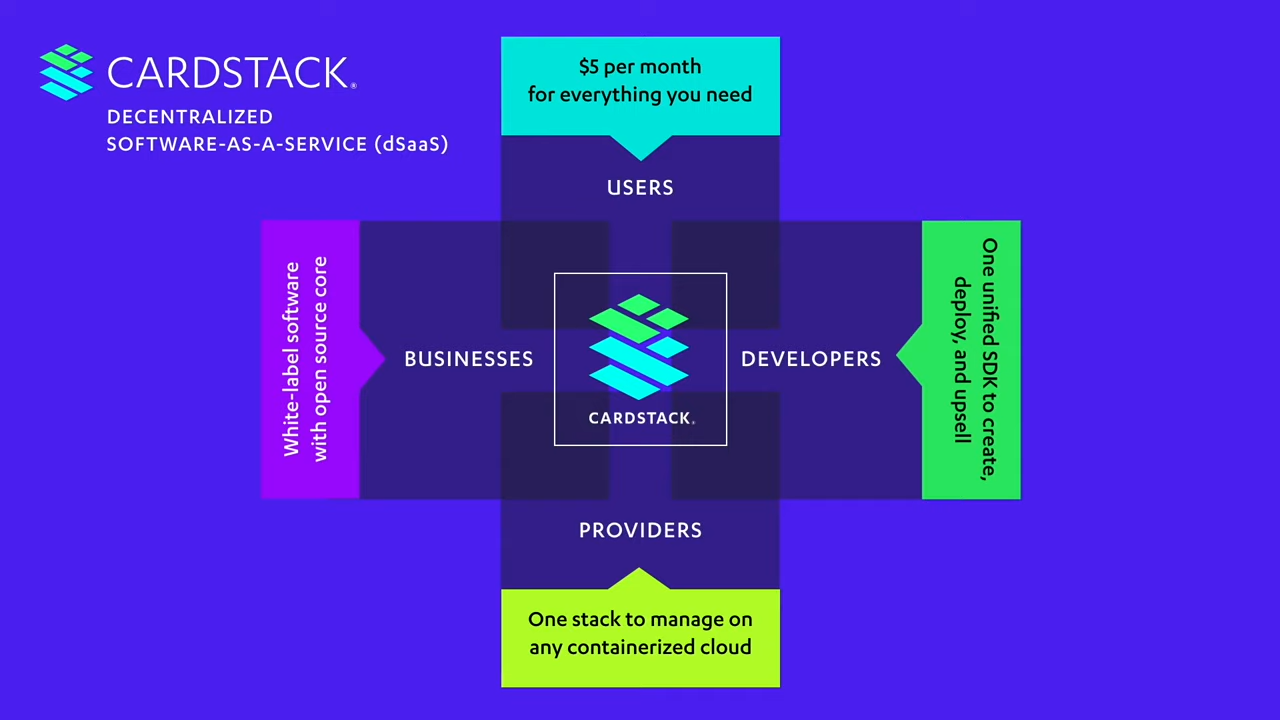 CARDSTACK®
DECENTRALIZED
SOFTWARE-AS-A-SERVICE (dSaaS)
$5 per month
for everything you need
USERS
White-label software
with open source core
BUSINESSES
CARDSTACK®
DEVELOPERS
One unified SDK to create,
deploy, and upsell
PROVIDERS
One stack to manage on
any containerized cloud